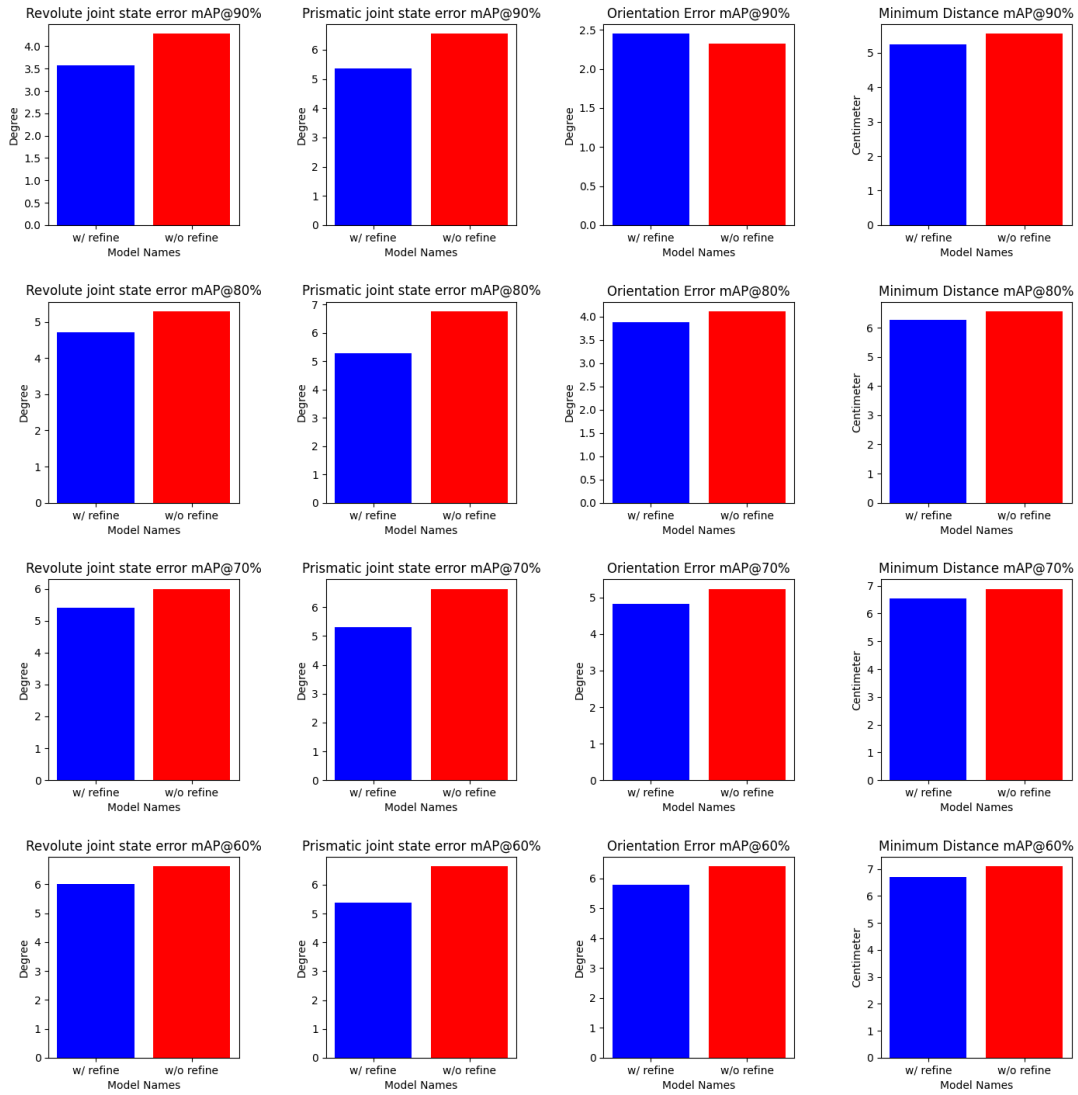 Revolute joint state error mAP@90%
Degree
4.0
3.5
3.0
2.5
2.0
1.5
1.0
0.5
0.0
w/ refine w/o refine
Model Names
Prismatic joint state error mAP@90%
Degree
6
5
4
3
2
1
0
w/ refine w/o refine
Model Names
Orientation Error mAP@90%
Degree
2.5
2.0
1.5
1.0
0.5
0.0
w/ refine w/o refine
Model Names
Minimum Distance mAP@90%
Centimeter
5
4
3
2
1
0
w/ refine w/o refine
Model Names
Revolute joint state error mAP@80%
Degree
5
4
3
2
1
0
w/ refine w/o refine
Model Names
Prismatic joint state error mAP@80%
Degree
7
6
5
4
3
2
1
0
w/ refine w/o refine
Model Names
Orientation Error mAP@80%
Degree
4.0
3.5
3.0
2.5
2.0
1.5
1.0
0.5
0.0
w/ refine w/o refine
Model Names
Minimum Distance mAP@80%
Centimeter
6
5
4
3
2
1
0
w/ refine w/o refine
Model Names
Revolute joint state error mAP@70%
Degree
6
5
4
3
2
1
0
w/ refine w/o refine
Model Names
Prismatic joint state error mAP@70%
Degree
6
5
4
3
2
1
0
w/ refine w/o refine
Model Names
Orientation Error mAP@70%
Degree
5
4
3
2
1
0
w/ refine w/o refine
Model Names
Minimum Distance mAP@70%
Centimeter
7
6
5
4
3
2
1
0
w/ refine w/o refine
Model Names
Revolute joint state error mAP@60%
Degree
6
5
4
3
2
1
0
w/ refine w/o refine
Model Names
Prismatic joint state error mAP@60%
Degree
6
5
4
3
2
1
0
w/ refine w/o refine
Model Names
Orientation Error mAP@60%
Degree
6
5
4
3
2
1
0
w/ refine w/o refine
Model Names
Minimum Distance mAP@60%
Centimeter
7
6
5
4
3
2
1
0
w/ refine w/o refine
Model Names